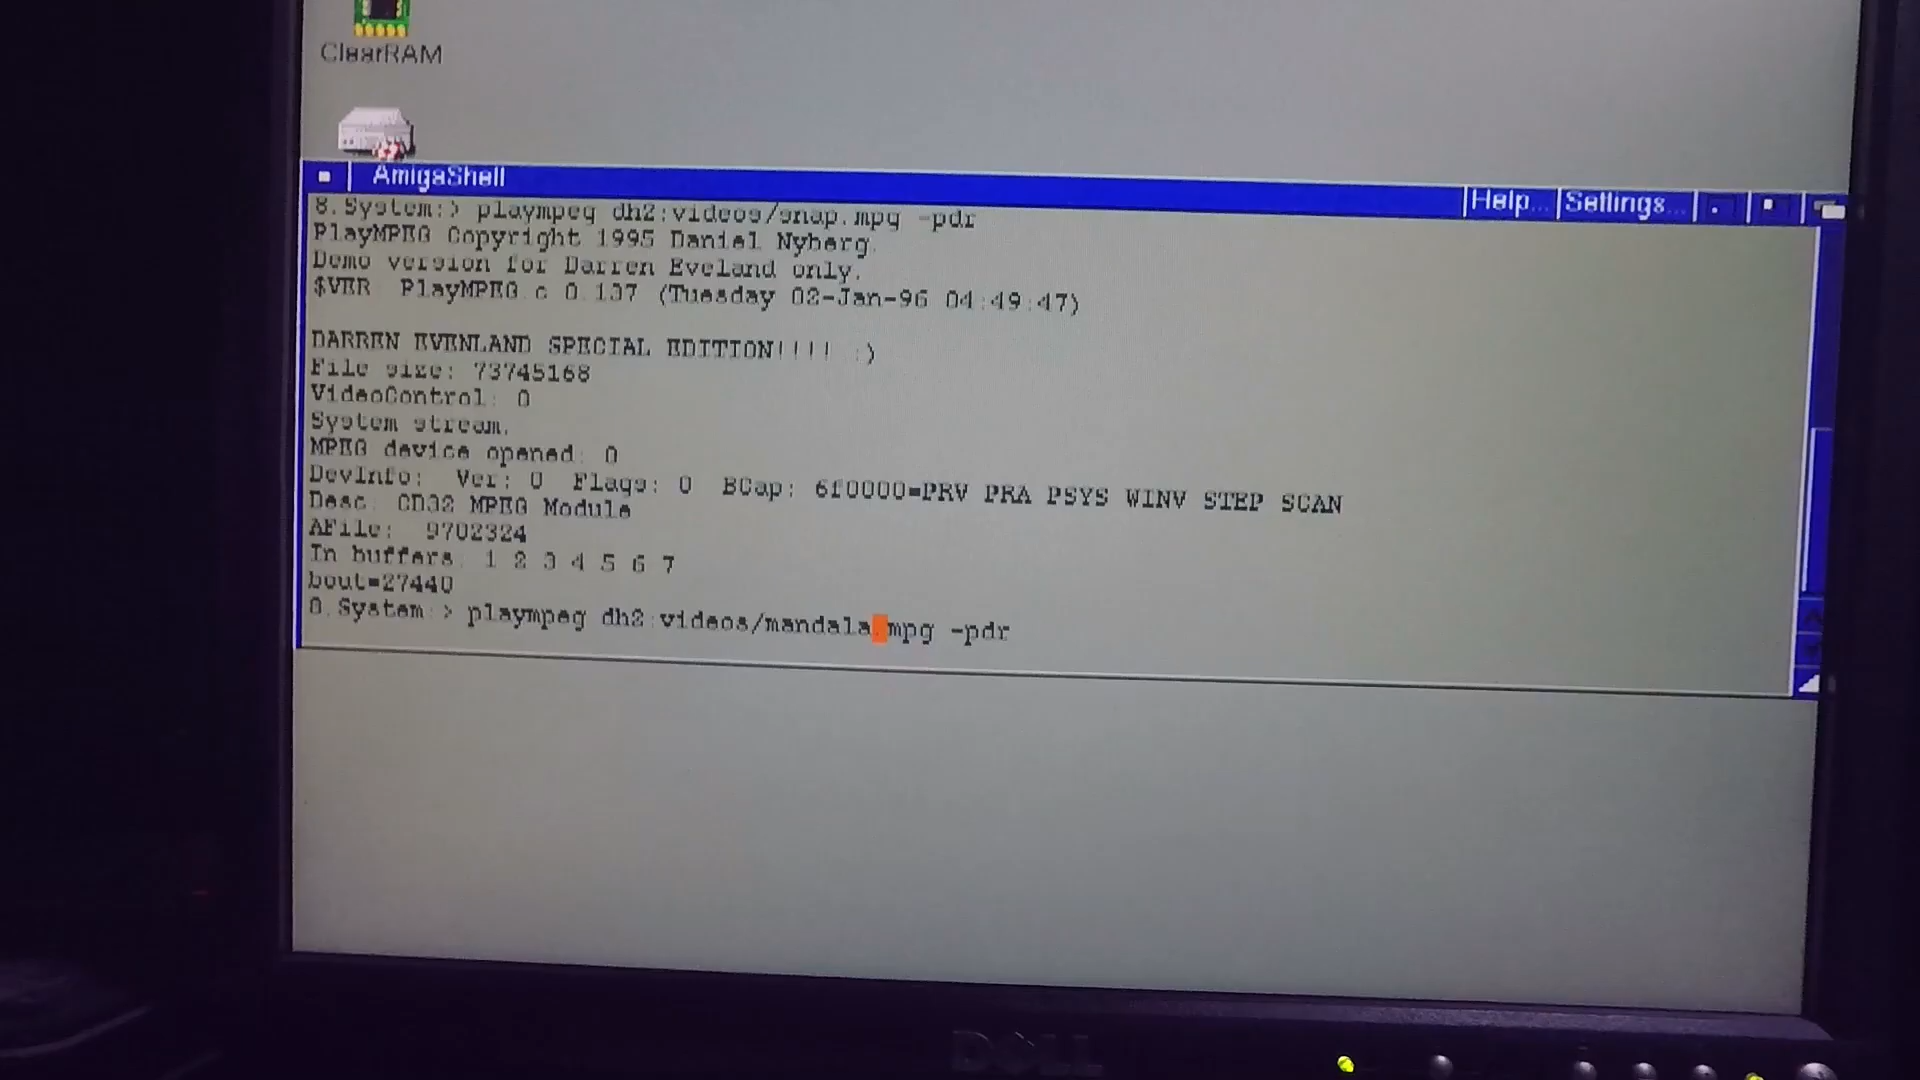 ClearRAM
AmigaShell
Help... Settings...
8.System:> plaympeg dh2:videos/snap.mpg -pdr
PlayMPEG Copyright 1995 Daniel Nyberg.
Demo version for Darren Eveland only.
$VER: PlayMPEG.c 0.137 (Tuesday 02-Jan-96 04:49:47)
DARREN EVENLAND SPECIAL EDITION!!!! :)
File size: 73745168
VideoControl: 0
System stream.
MPEG device opened: 0
DevInfo: Ver: 0 Flags: 0 BCap: 6f0000=PRV PRA PSYS WINV STEP SCAN
Desc: CD32 MPEG Module
AFile: 9702324
In buffers: 1 2 3 4 5 6 7
bout=27440
8.System:> plaympeg dh2:videos/mandala.mpg -pdr
DELL